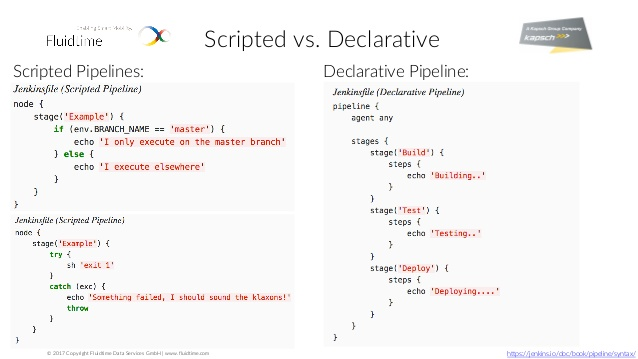 Enabling Smart Mobility
Fluidtime
Scripted vs. Declarative
A Kapsch Group Company
kapsch >>>
Scripted Pipelines:
Jenkinsfile (Scripted Pipeline)
node {
    stage('Example') {
        if (env.BRANCH_NAME == 'master') {
            echo 'I only execute on the master branch'
        } else {
            echo 'I execute elsewhere'
        }
    }
}
Jenkinsfile (Scripted Pipeline)
node {
    stage('Example') {
        try {
            sh 'exit 1'
        }
        catch (exc) {
            echo 'Something failed, I should sound the klaxons!'
            throw
        }
    }
}
Declarative Pipeline:
Jenkinsfile (Declarative Pipeline)
pipeline {
    agent any
    stages {
        stage('Build') {
            steps {
                echo 'Building..'
            }
        }
        stage('Test') {
            steps {
                echo 'Testing..'
            }
        }
        stage('Deploy') {
            steps {
                echo 'Deploying....'
            }
        }
    }
}
© 2017 Copyright Fluidtime Data Services GmbH | www.fluidtime.com
https://jenkins.io/doc/book/pipeline/syntax/